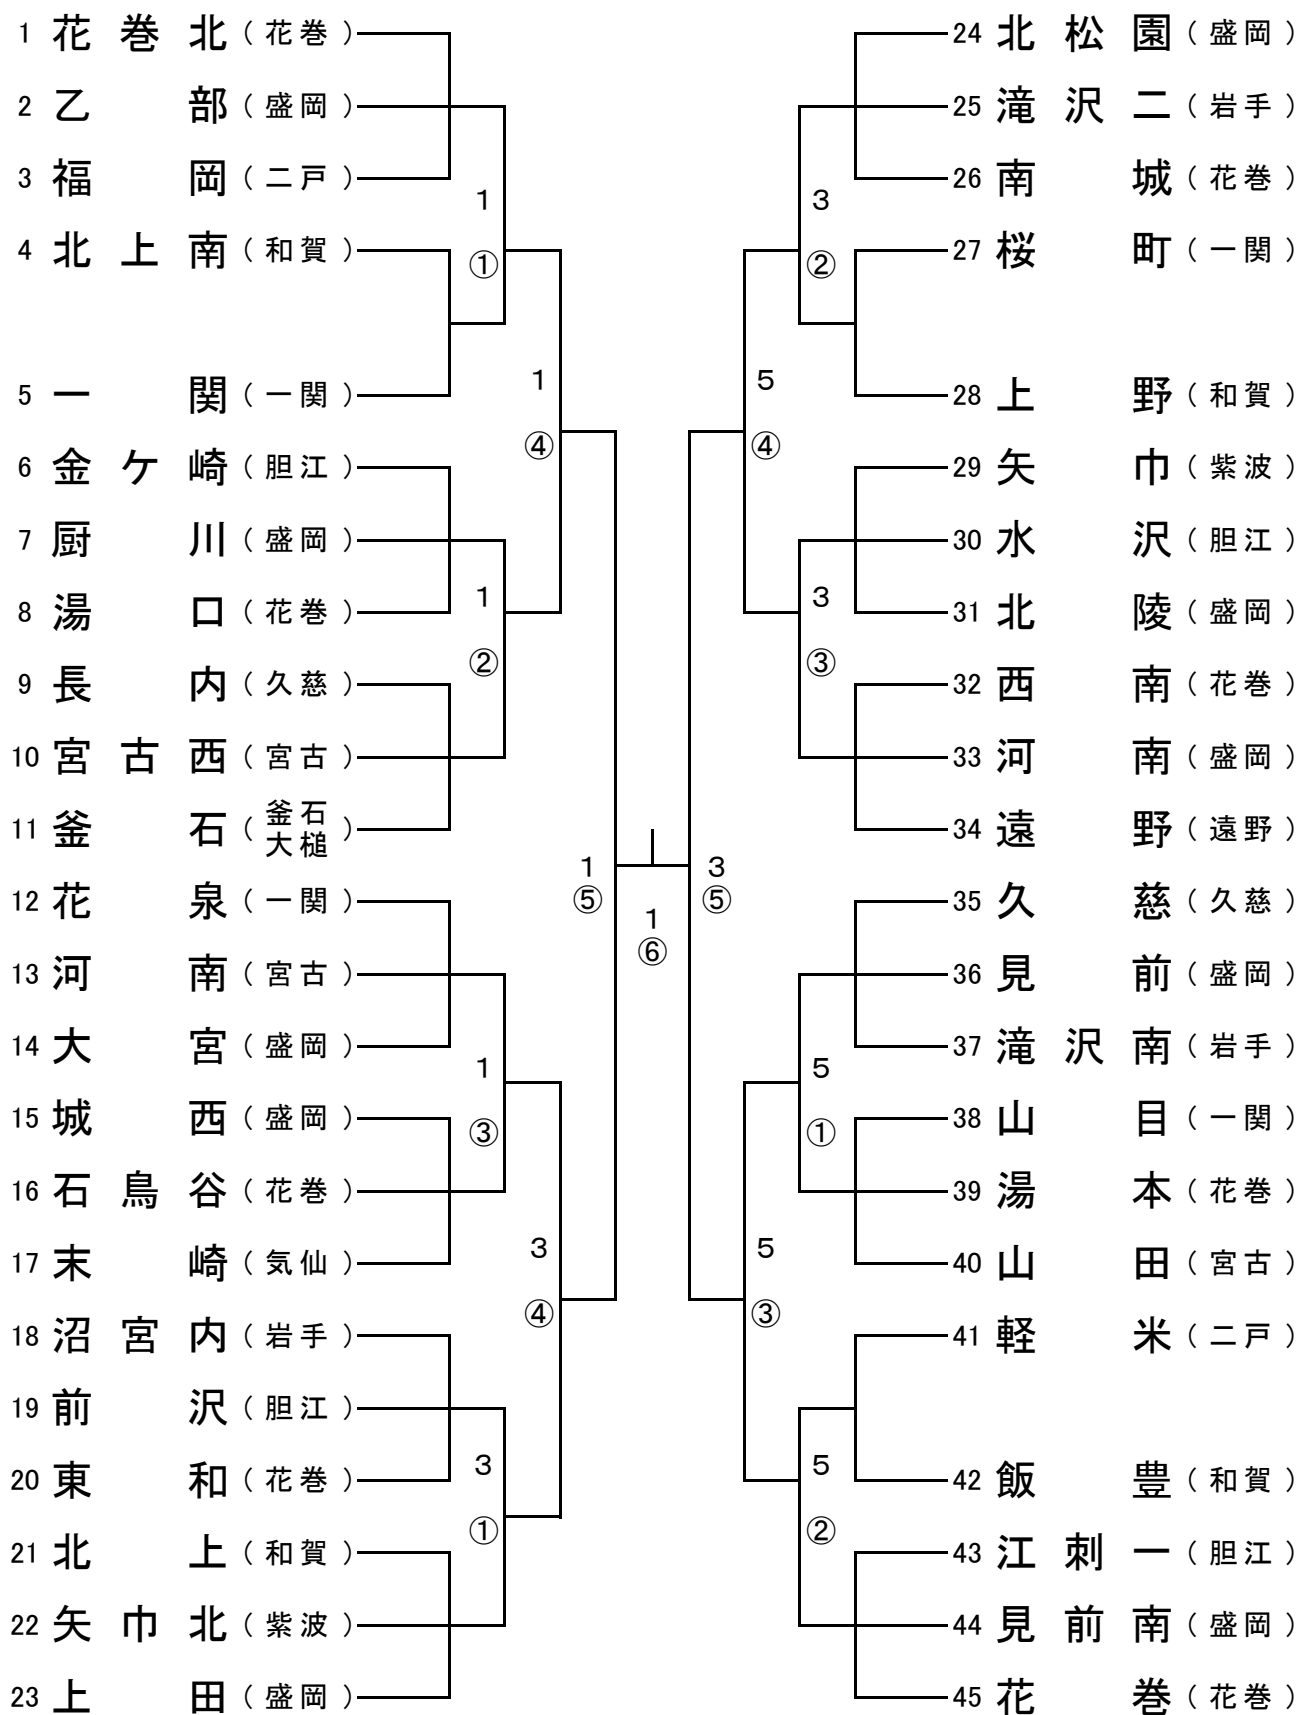 1 花巻北（花巻）
2 乙部（盛岡）
3 福岡（二戸）
4 北上南（和賀）
5 一関（一関）
6 金ケ崎（胆江）
7 厨川（盛岡）
8 湯口（花巻）
9 長内（久慈）
10 宮古西（宮古）
11 釜石（釜石大槌）
12 花泉（一関）
13 河南（宮古）
14 大宮（盛岡）
15 城西（盛岡）
16 石鳥谷（花巻）
17 末崎（気仙）
18 沼宮内（岩手）
19 前沢（胆江）
20 東和（花巻）
21 北上（和賀）
22 矢巾北（紫波）
23 上田（盛岡）
1
①
1
②
1
③
3
①
1
④
3
④
1
⑤
1
⑥
3
⑤
5
④
5
③
3
②
3
③
5
①
5
②
24 北松園（盛岡）
25 滝沢二（岩手）
26 南城（花巻）
27 桜町（一関）
28 上野（和賀）
29 矢巾（紫波）
30 水沢（胆江）
31 北陵（盛岡）
32 西南（花巻）
33 河南（盛岡）
34 遠野（遠野）
35 久慈（久慈）
36 見前（盛岡）
37 滝沢南（岩手）
38 山目（一関）
39 湯本（花巻）
40 山田（宮古）
41 軽米（二戸）
42 飯豊（和賀）
43 江刺一（胆江）
44 見前南（盛岡）
45 花巻（花巻）